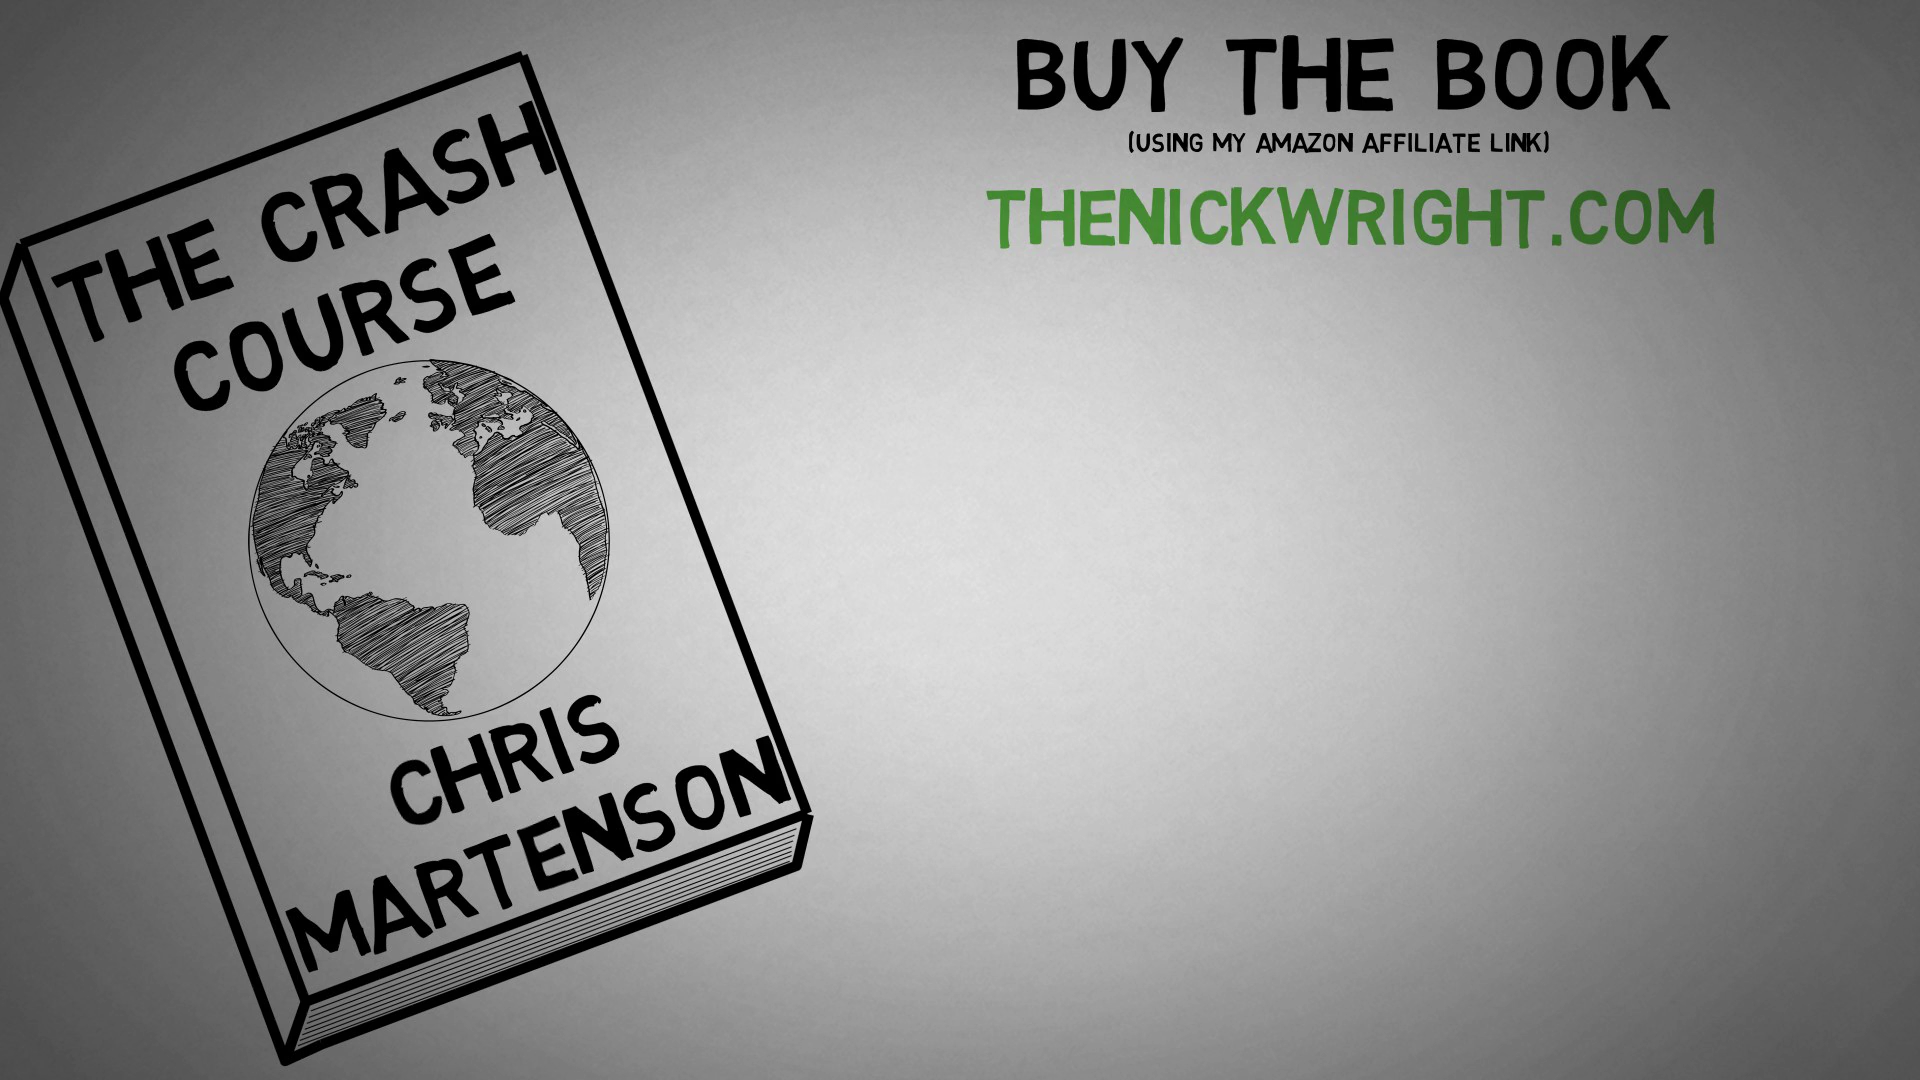 THE CRASH
COURSE
CHRIS
MARTENSON
BUY THE BOOK
(USING MY AMAZON AFFILIATE LINK)
THENICKWRIGHT.COM